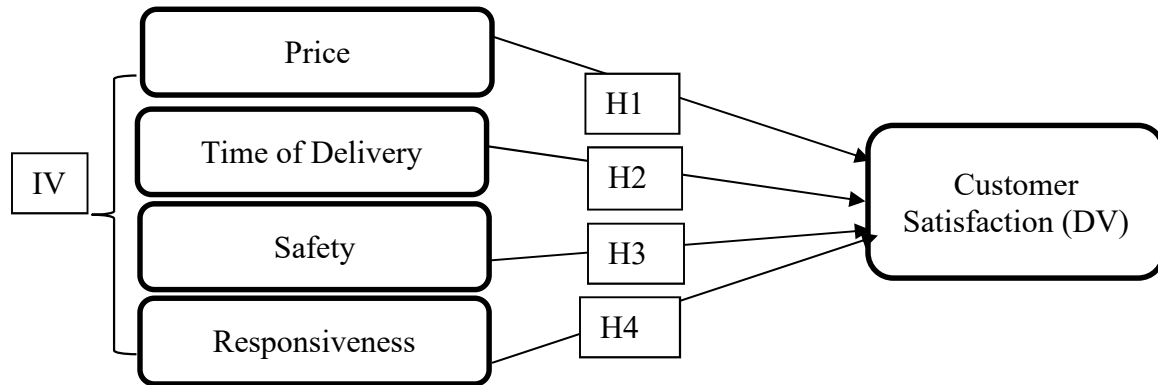 Price
H1
Time of Delivery
IV
H2
Customer
Satisfaction (DV)
Safety
H3
Responsiveness
H4